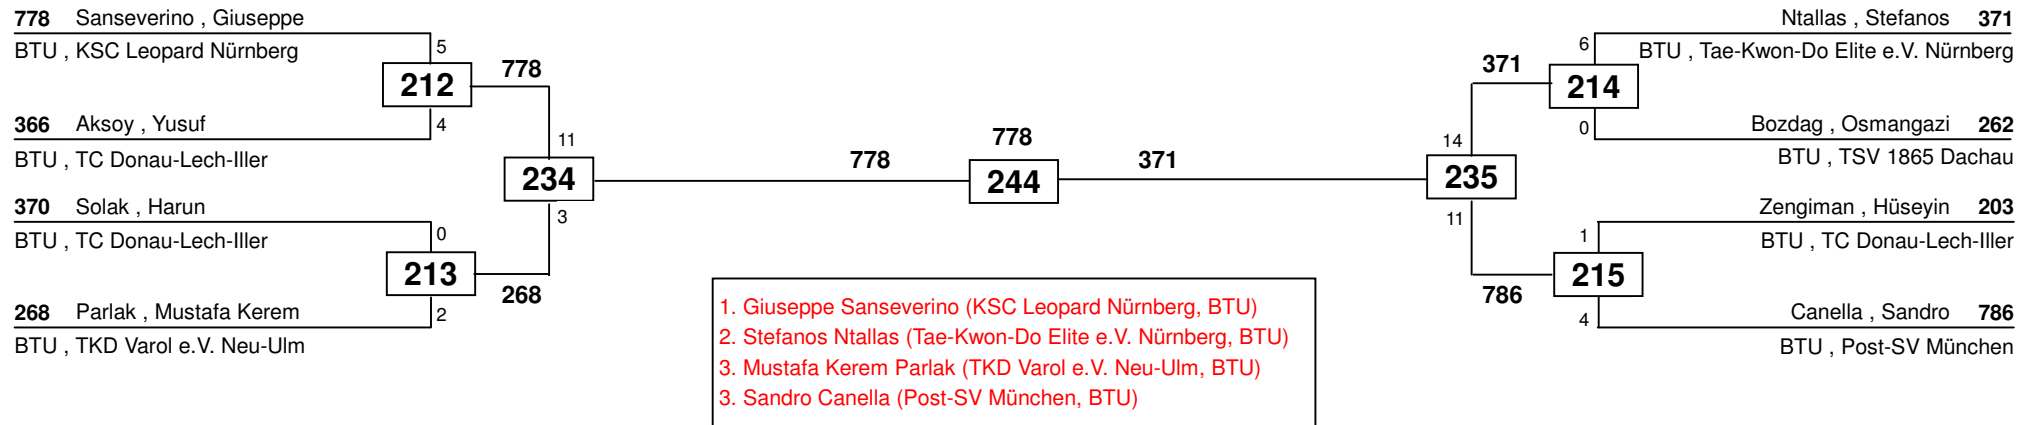 778 Sanseverino , Giuseppe
BTU , KSC Leopard Nürnberg
5
212
778
366 Aksoy , Yusuf
4
BTU , TC Donau-Lech-Iller
11
234
778
370 Solak , Harun
BTU , TC Donau-Lech-Iller
0
3
213
268
268 Parlak , Mustafa Kerem
2
BTU , TKD Varol e.V. Neu-Ulm
778
244
371
Ntallas , Stefanos 371
6
BTU , Tae-Kwon-Do Elite e.V. Nürnberg
371
214
Bozdag , Osmangazi 262
0
BTU , TSV 1865 Dachau
14
235
11
Zengiman , Hüseyin 203
1
BTU , TC Donau-Lech-Iller
215
786
Canella , Sandro 786
4
BTU , Post-SV München
1. Giuseppe Sanseverino (KSC Leopard Nürnberg, BTU)
2. Stefanos Ntallas (Tae-Kwon-Do Elite e.V. Nürnberg, BTU)
3. Mustafa Kerem Parlak (TKD Varol e.V. Neu-Ulm, BTU)
3. Sandro Canella (Post-SV München, BTU)